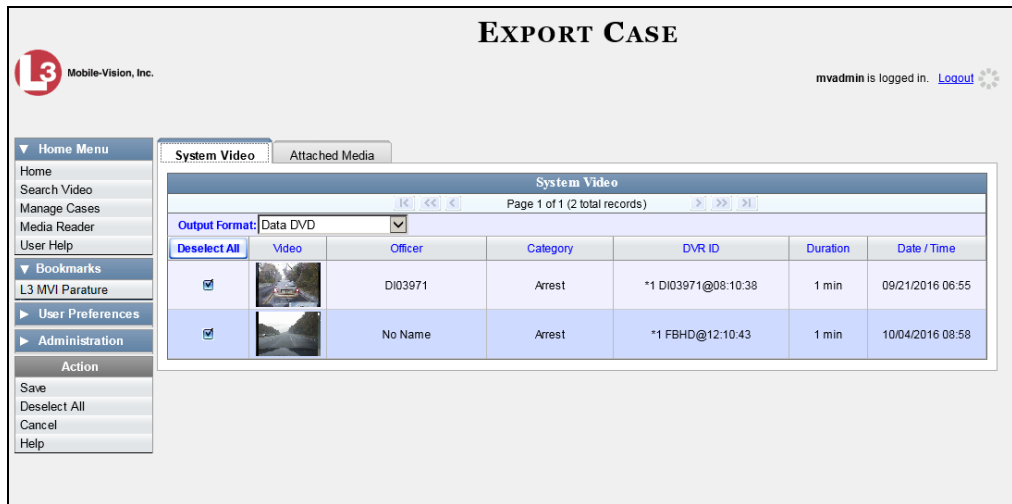 EXPORT CASE
L3 Mobile-Vision, Inc.
mvadmin is logged in. Logout
▼ Home Menu
Home
Search Video
Manage Cases
Media Reader
User Help
▼ Bookmarks
L3 MVI Parature
▶ User Preferences
▶ Administration
Action
Save
Deselect All
Cancel
Help
System Video Attached Media
System Video
Page 1 of 1 (2 total records)
Output Format: Data DVD
Deselect All Video Officer Category DVR ID Duration Date / Time
DI03971 Arrest *1 DI03971@08:10:38 1 min 09/21/2016 06:55
No Name Arrest *1 FBHD@12:10:43 1 min 10/04/2016 08:58